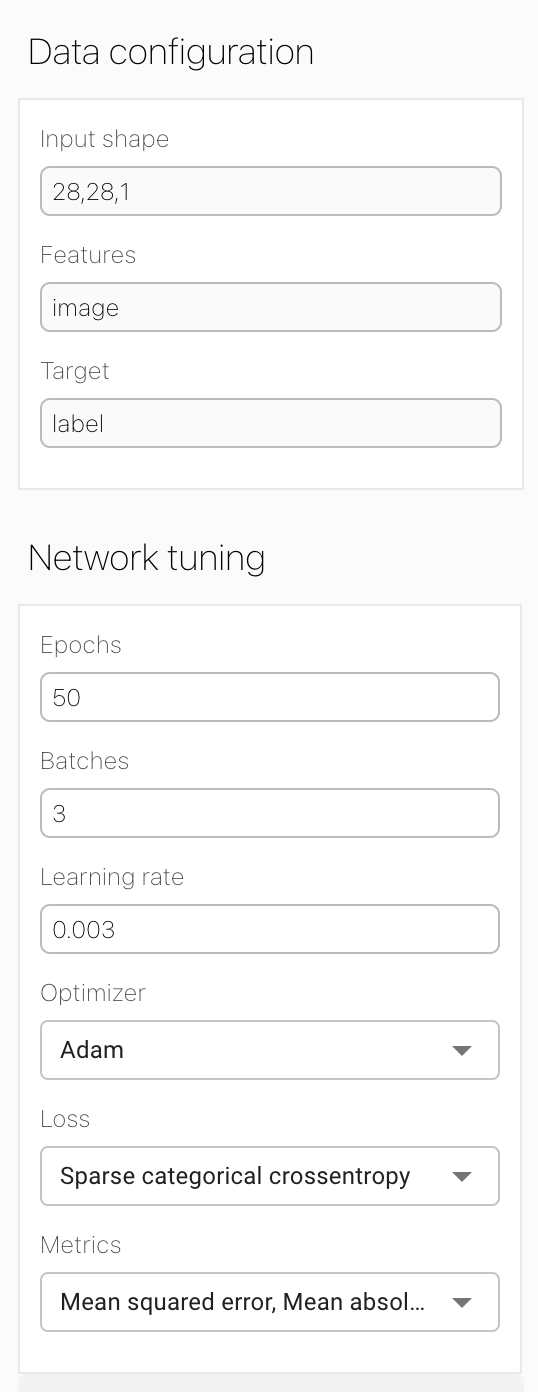 Data configuration
Input shape
28,28,1
Features
image
Target
label
Network tuning
Epochs
50
Batches
3
Learning rate
0.003
Optimizer
Adam
Loss
Sparse categorical crossentropy
Metrics
Mean squared error, Mean absol...